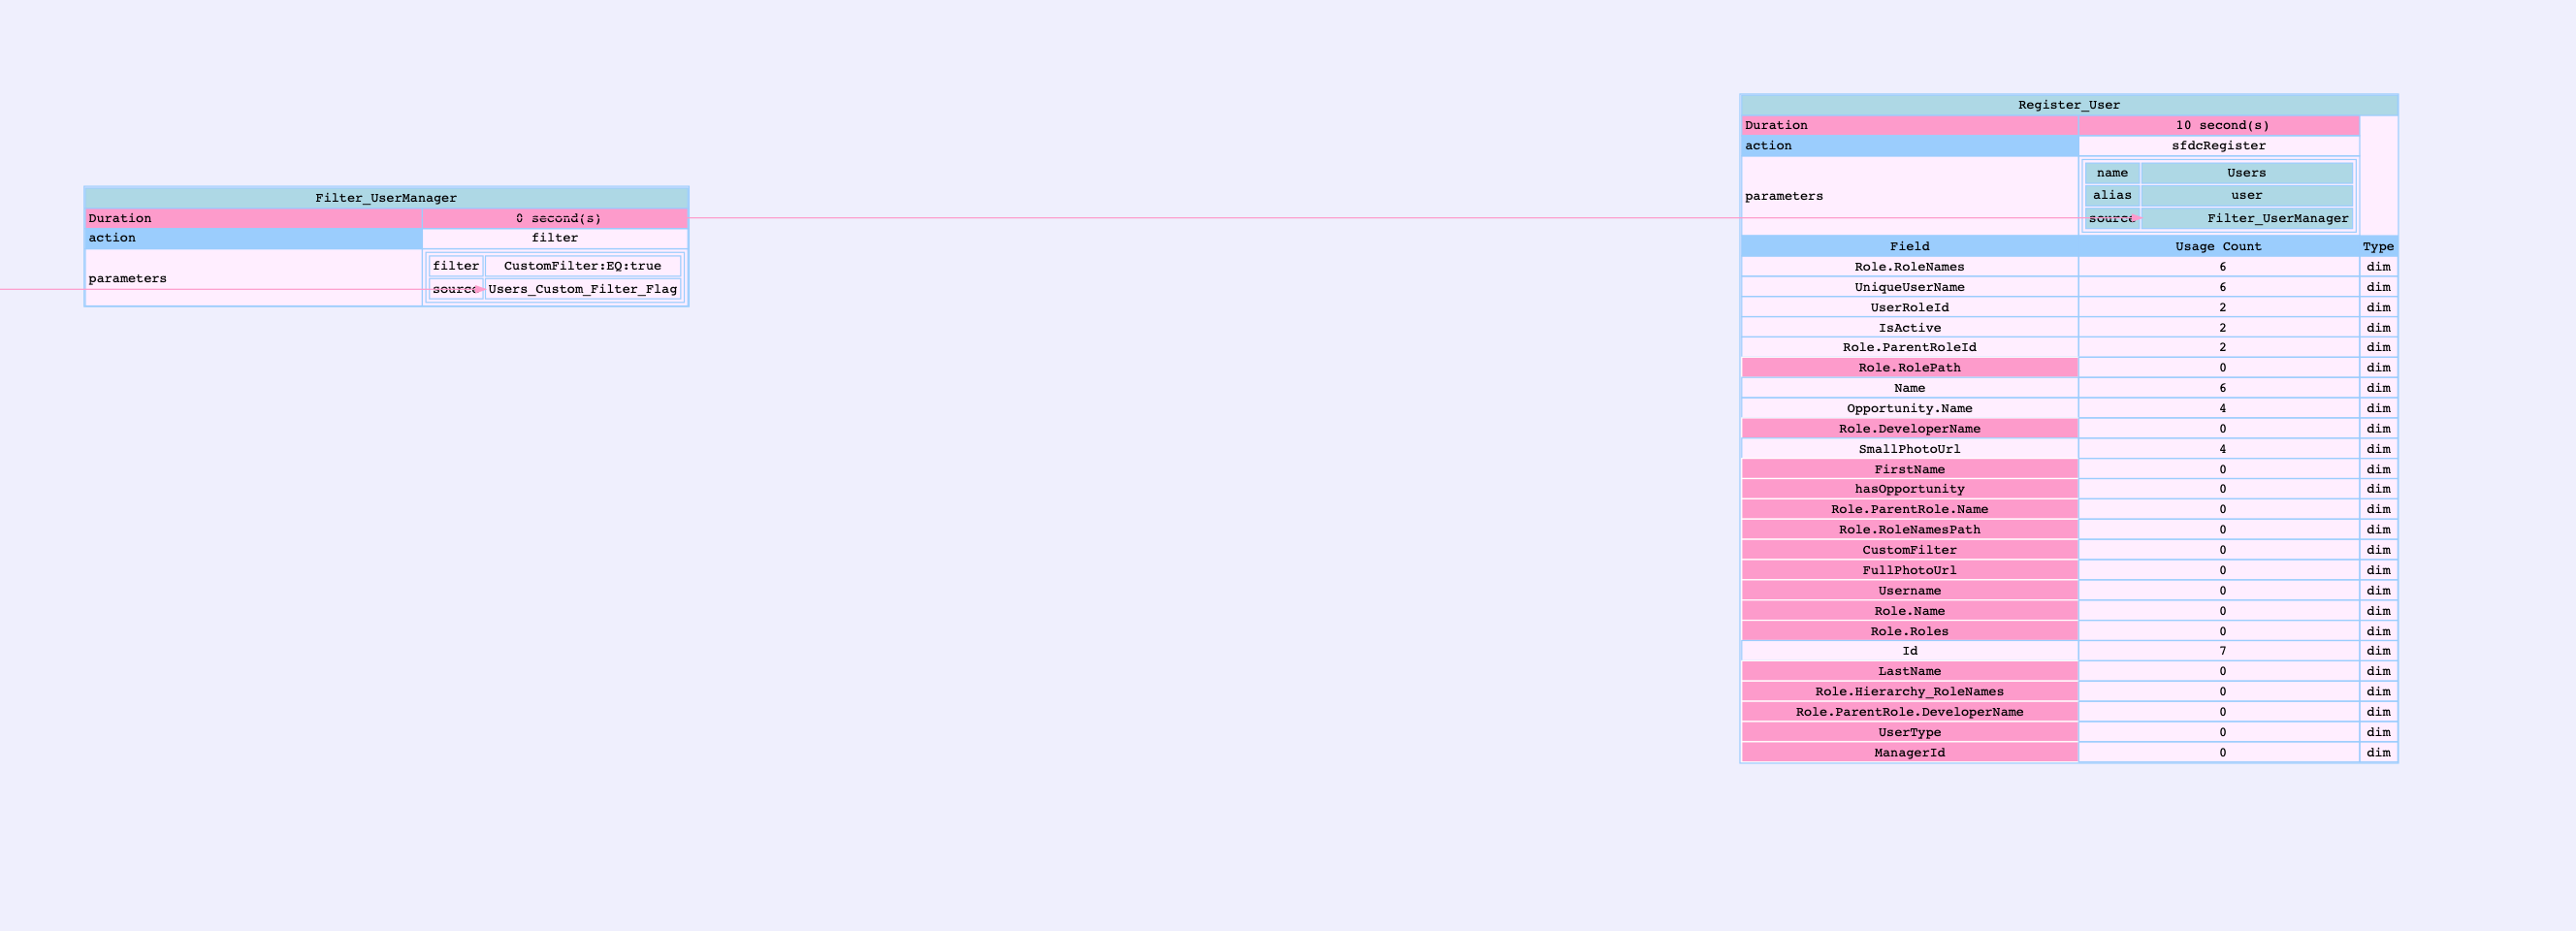 Filter_UserManager
Duration 0 second(s)
action filter
parameters
filter CustomFilter:EQ:true
source Users_Custom_Filter_Flag
Register_User
Duration 10 second(s)
action sfdcRegister
parameters
name Users
alias user
source Filter_UserManager
Field Usage Count Type
Role.RoleNames 6 dim
UniqueUserName 6 dim
UserRoleId 2 dim
IsActive 2 dim
Role.ParentRoleId 2 dim
Role.RolePath 0 dim
Name 6 dim
Opportunity.Name 4 dim
Role.DeveloperName 0 dim
SmallPhotoUrl 4 dim
FirstName 0 dim
hasOpportunity 0 dim
Role.ParentRole.Name 0 dim
Role.RoleNamesPath 0 dim
CustomFilter 0 dim
FullPhotoUrl 0 dim
Username 0 dim
Role.Name 0 dim
Role.Roles 0 dim
Id 7 dim
LastName 0 dim
Role.Hierarchy_RoleNames 0 dim
Role.ParentRole.DeveloperName 0 dim
UserType 0 dim
ManagerId 0 dim